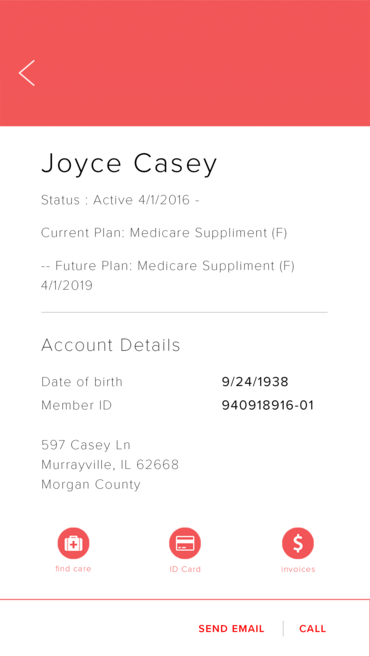 Joyce Casey
Status : Active 4/1/2016 -
Current Plan: Medicare Suppliment (F)
-- Future Plan: Medicare Suppliment (F)
4/1/2019
Account Details
Date of birth 9/24/1938
Member ID 940918916-01
597 Casey Ln
Murrayville, IL 62668
Morgan County
find care ID Card invoices
SEND EMAIL CALL